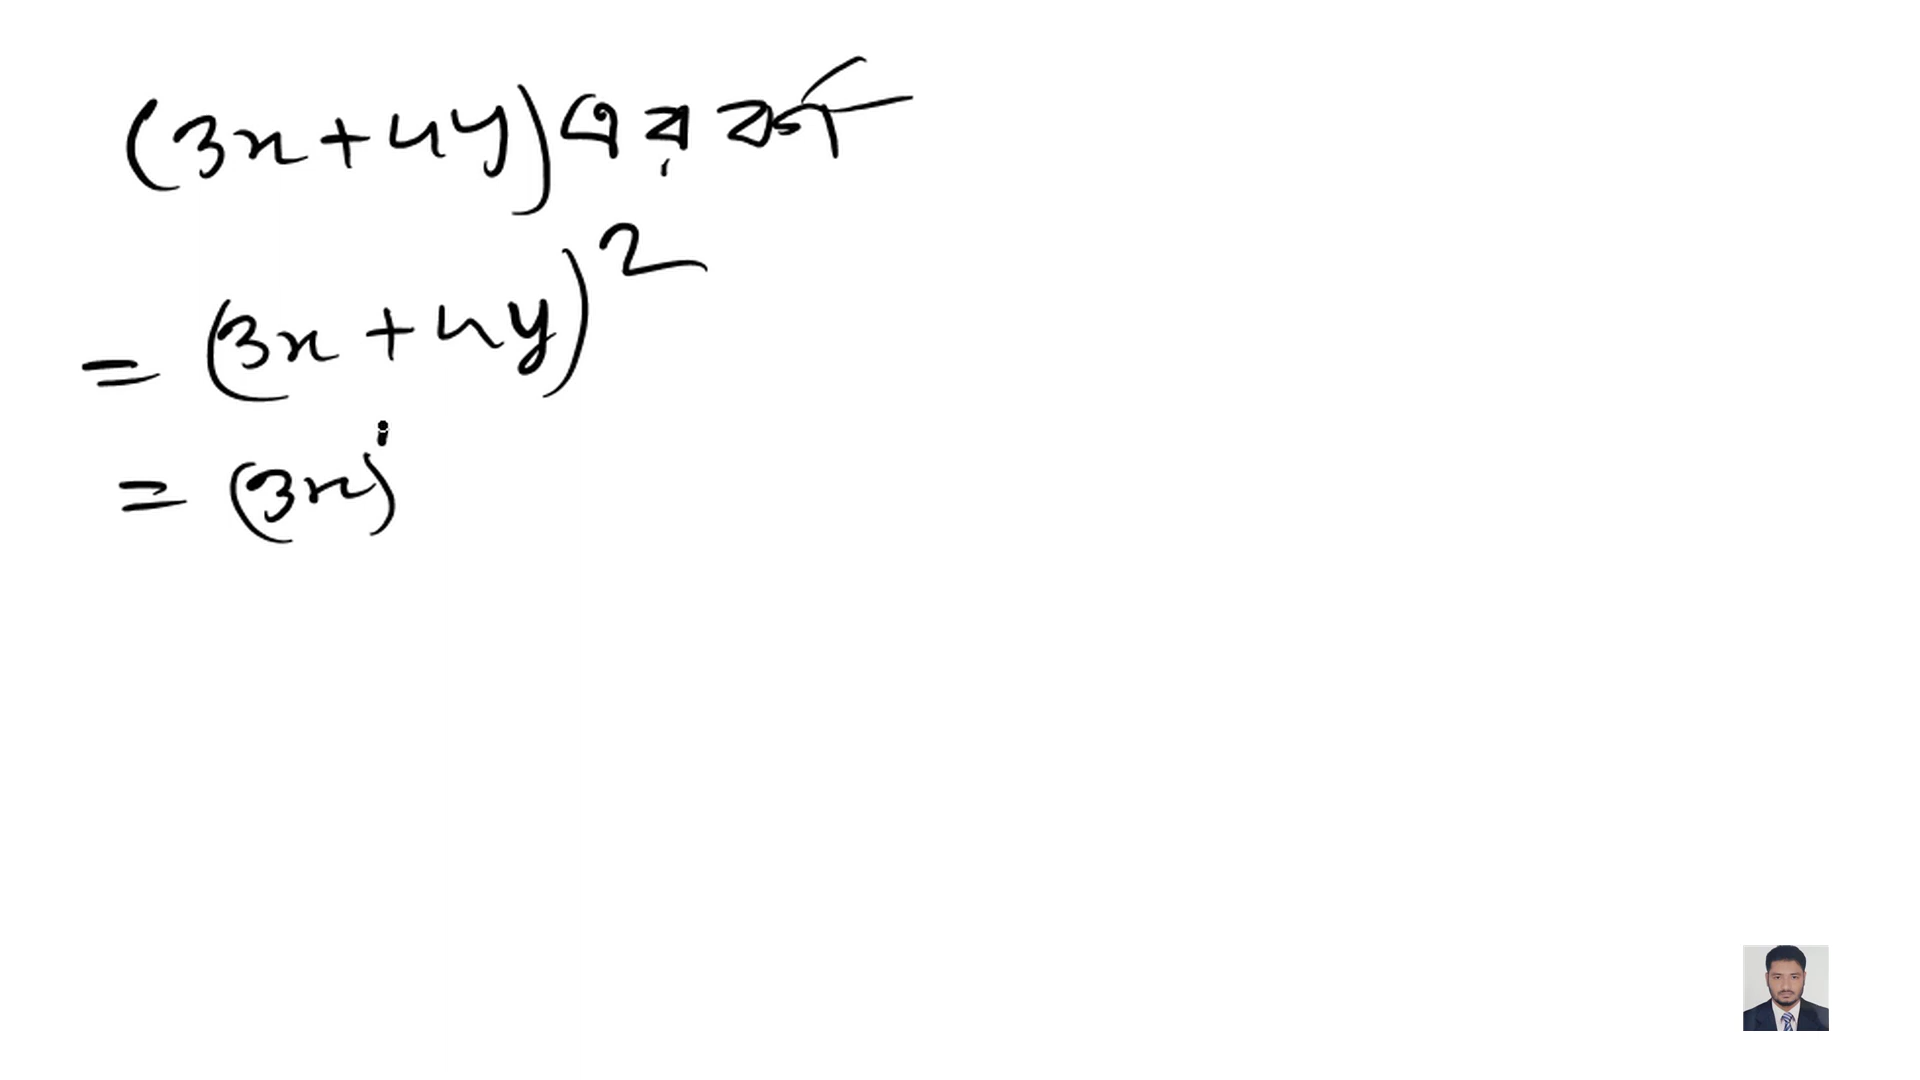 (3x+4y) এর বর্গ
= (3x + 4y)²
= (3x)